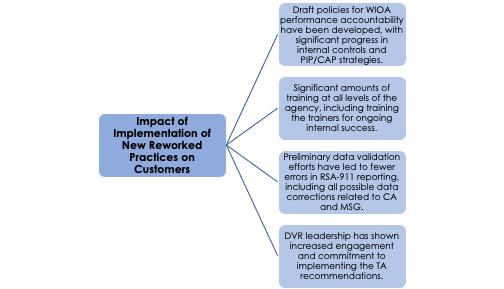 Impact of
Implementation of
New Reworked
Practices on
Customers
Draft policies for WIOA
performance accountability
have been developed, with
significant progress in
internal controls and
PIP/CAP strategies.
Significant amounts of
training at all levels of the
agency, including training
the trainers for ongoing
internal success.
Preliminary data validation
efforts have led to fewer
errors in RSA-911 reporting,
including all possible data
corrections related to CA
and MSG.
DVR leadership has shown
increased engagement
and commitment to
implementing the TA
recommendations.